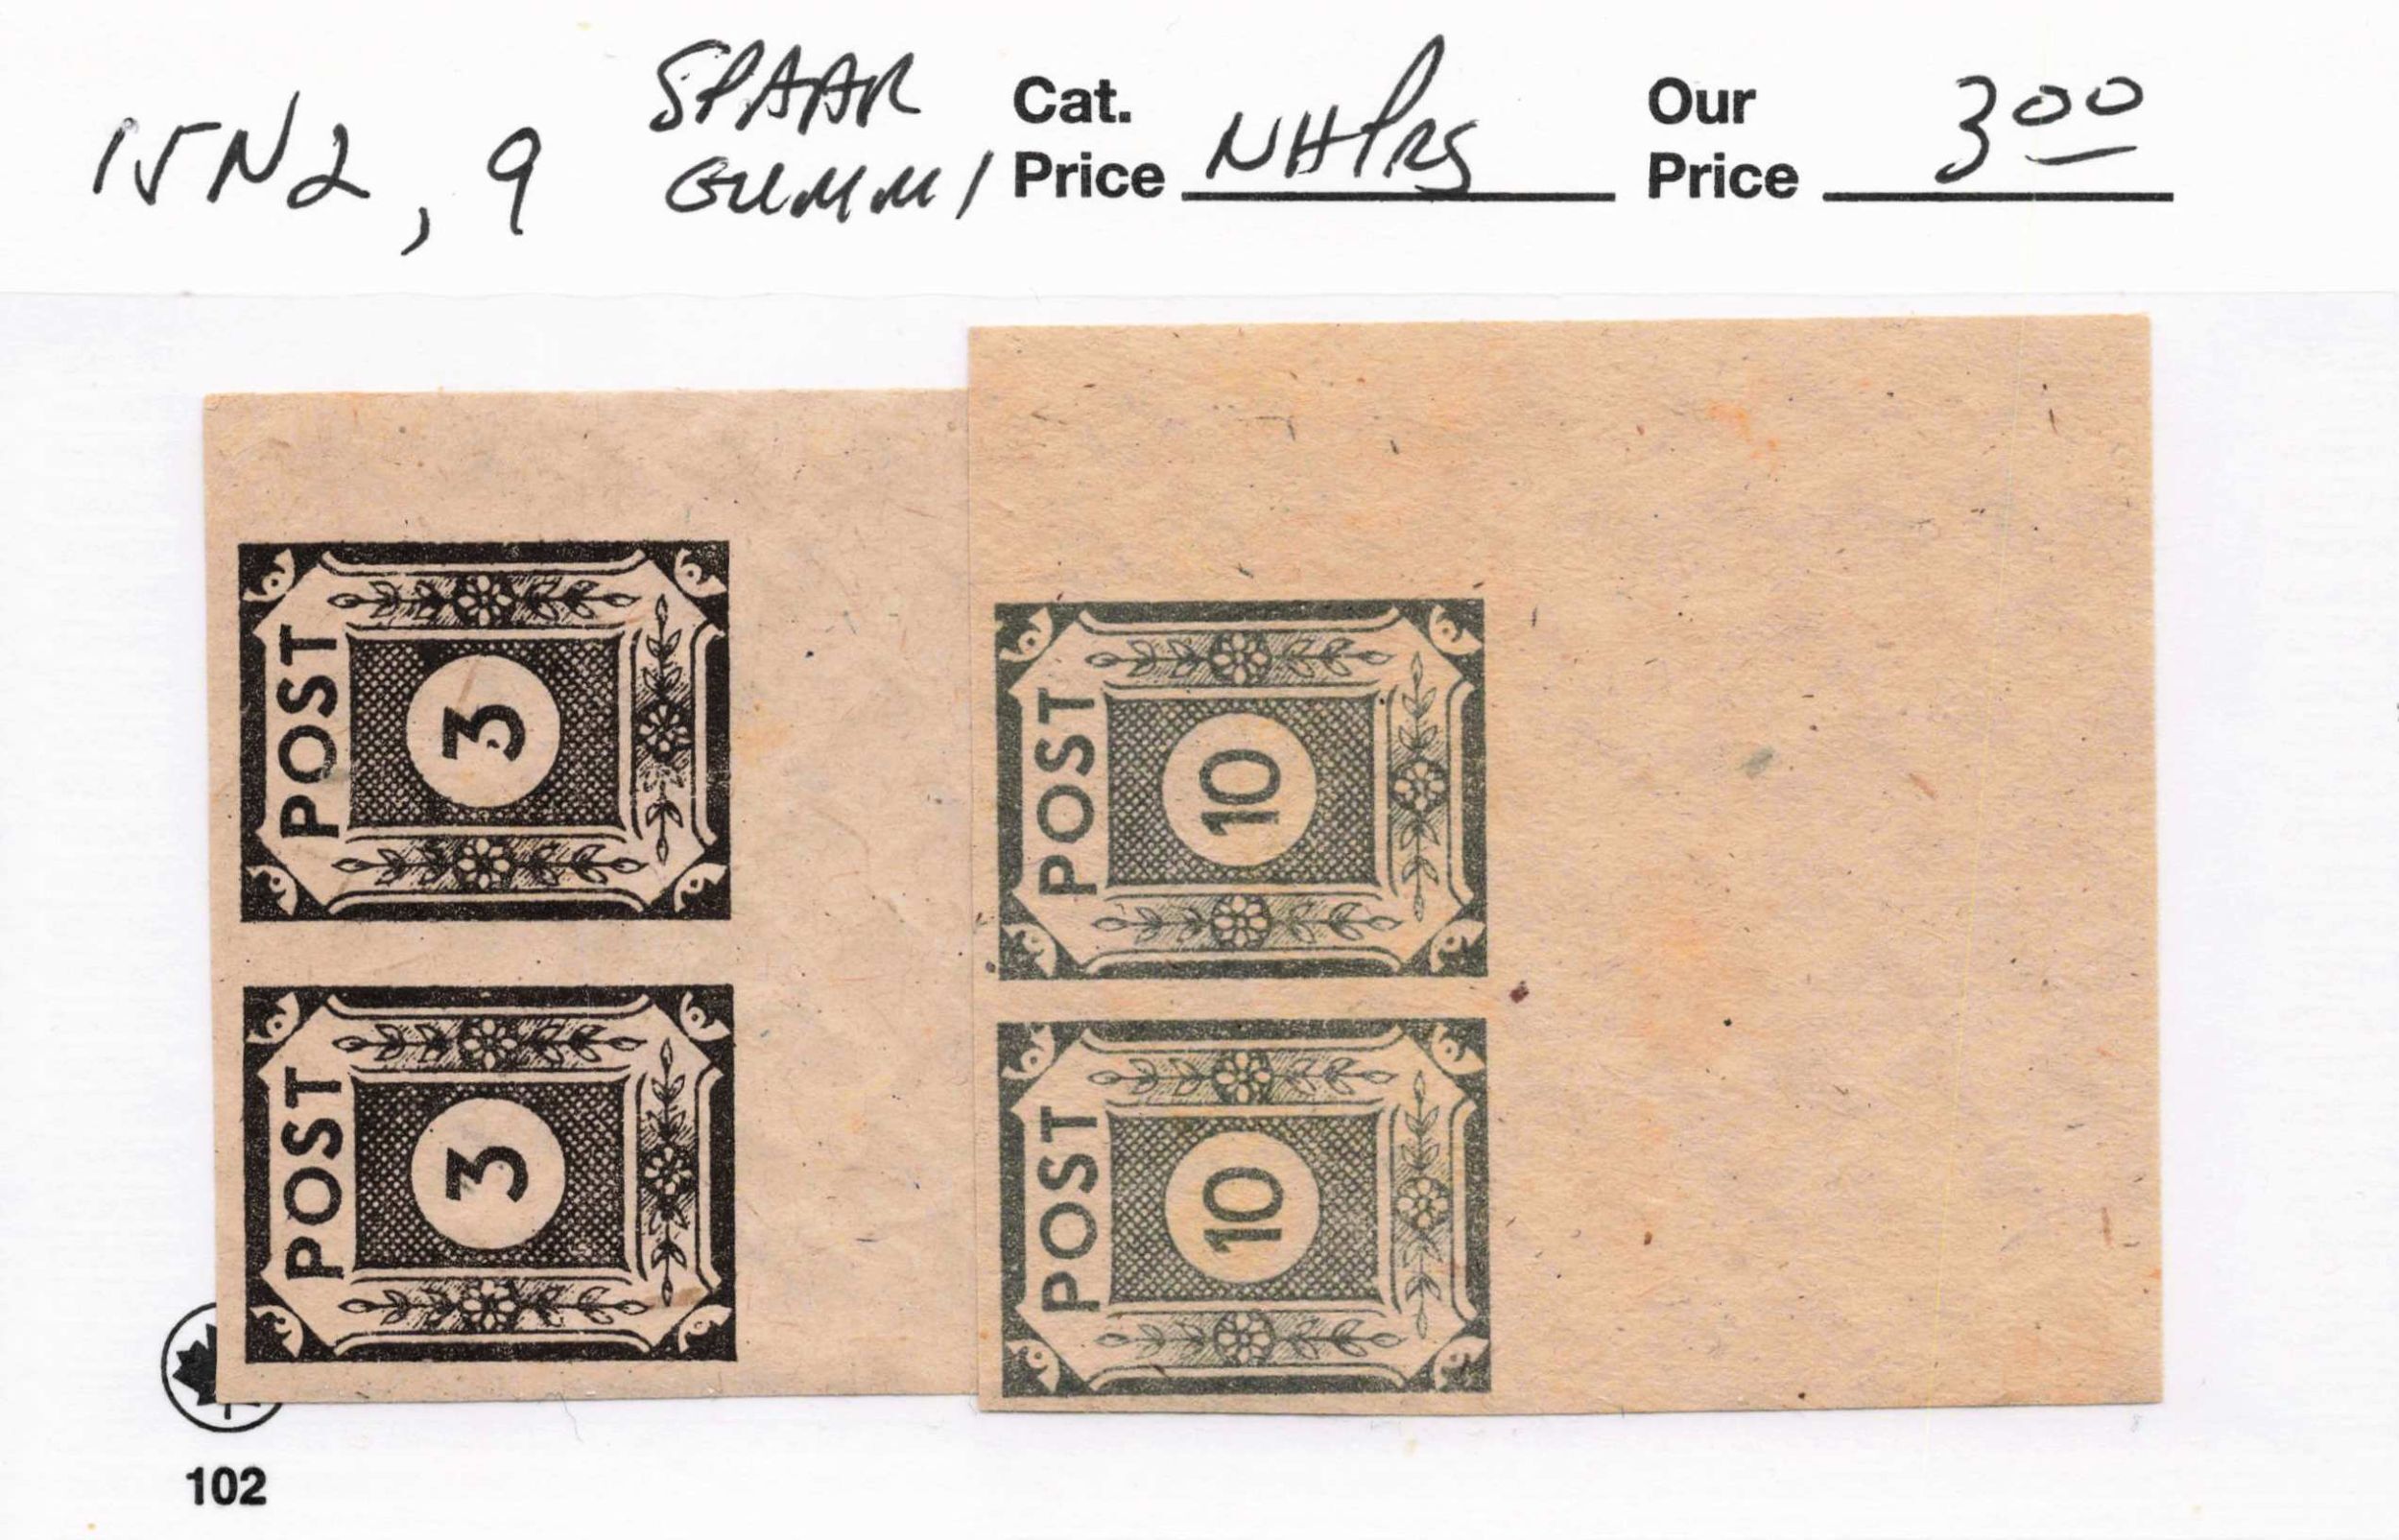 15N2, 9
SPAAR
GUMMI
Cat.
Price NHPRS
Our
Price 3 00
POST
3
POST
3
POST
10
POST
10
102